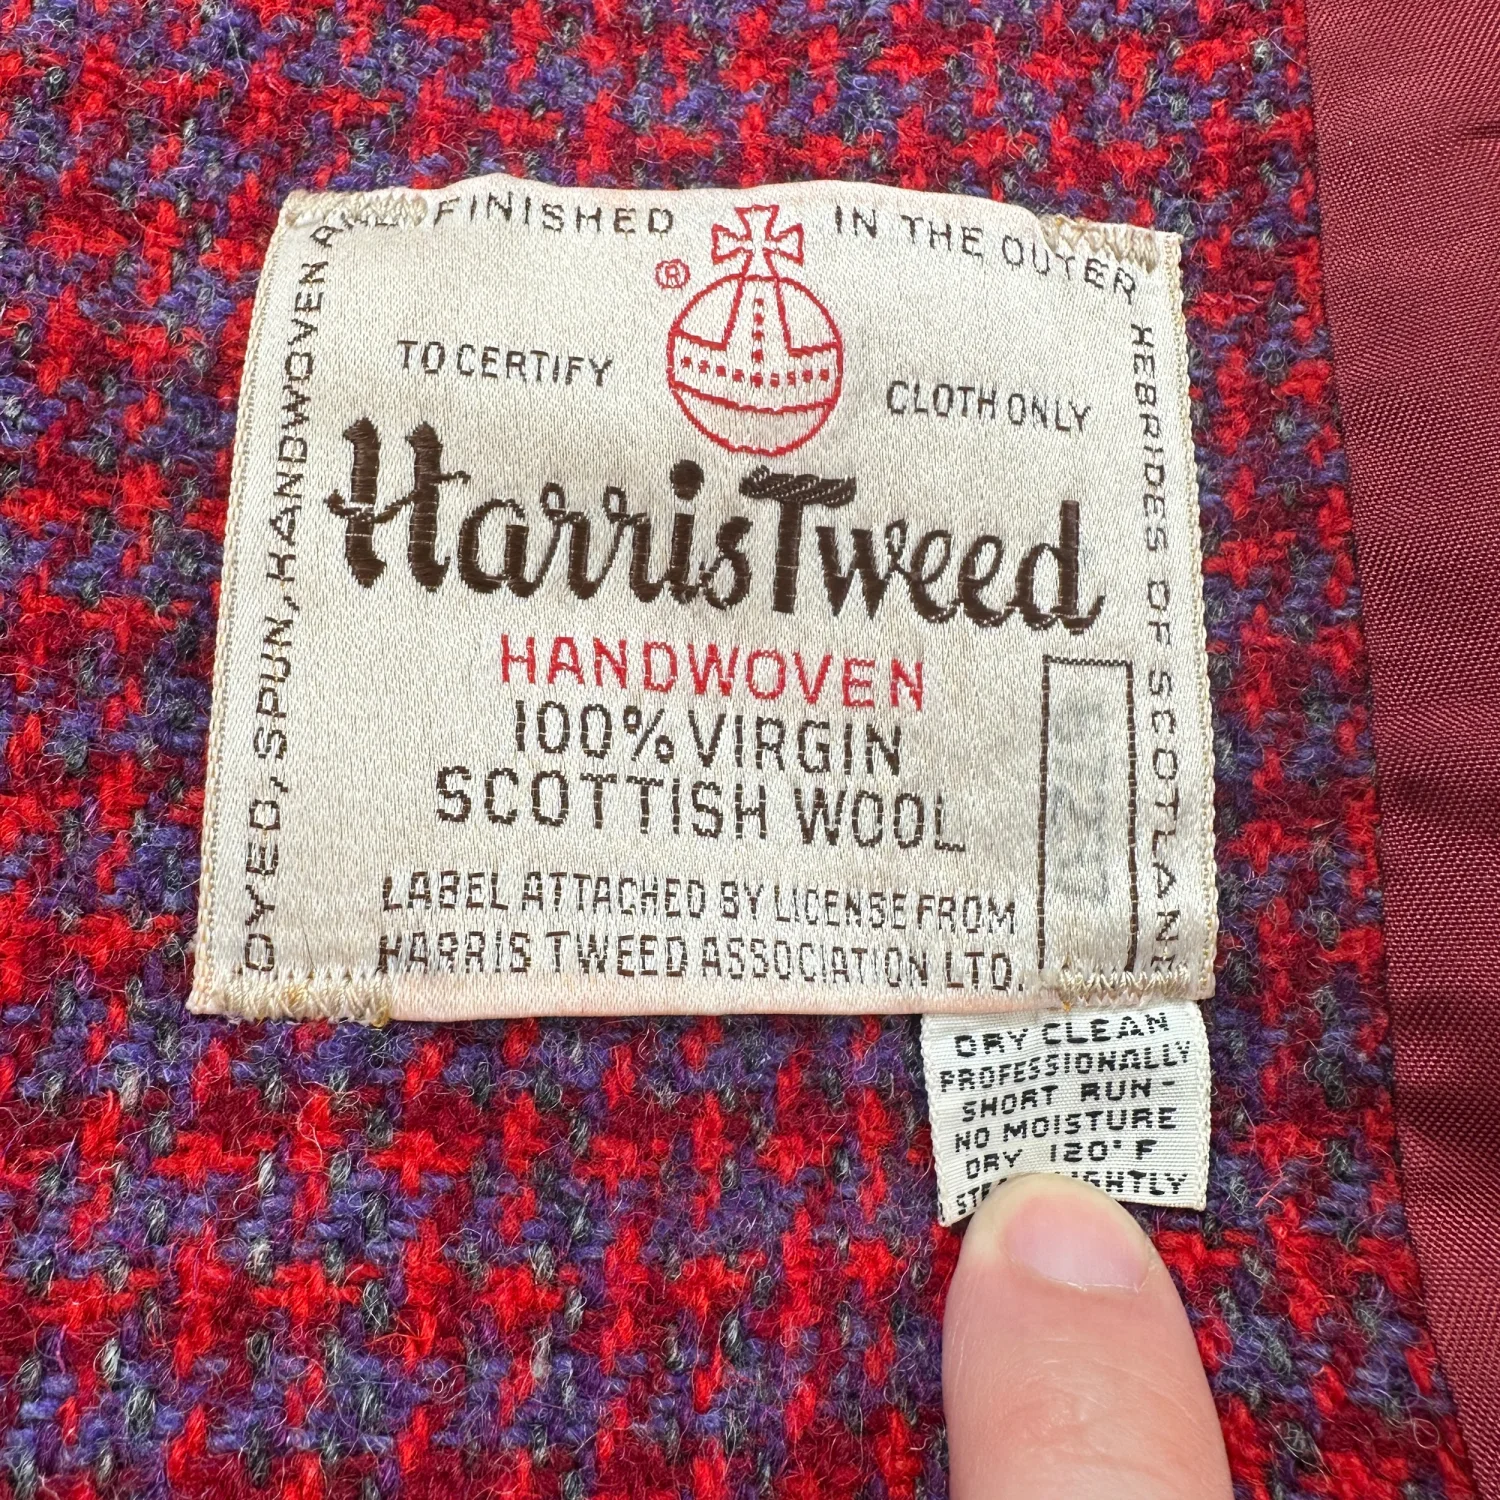 DYED, SPUN, HANDWOVEN AND FINISHED IN THE OUTER HEBRIDES OF SCOTLAND
®
TO CERTIFY CLOTH ONLY
Harris Tweed
HANDWOVEN
100% VIRGIN
SCOTTISH WOOL
LABEL ATTACHED BY LICENSE FROM
HARRIS TWEED ASSOCIATION LTD.
DRY CLEAN
PROFESSIONALLY
SHORT RUN-
NO MOISTURE
DRY 120°F